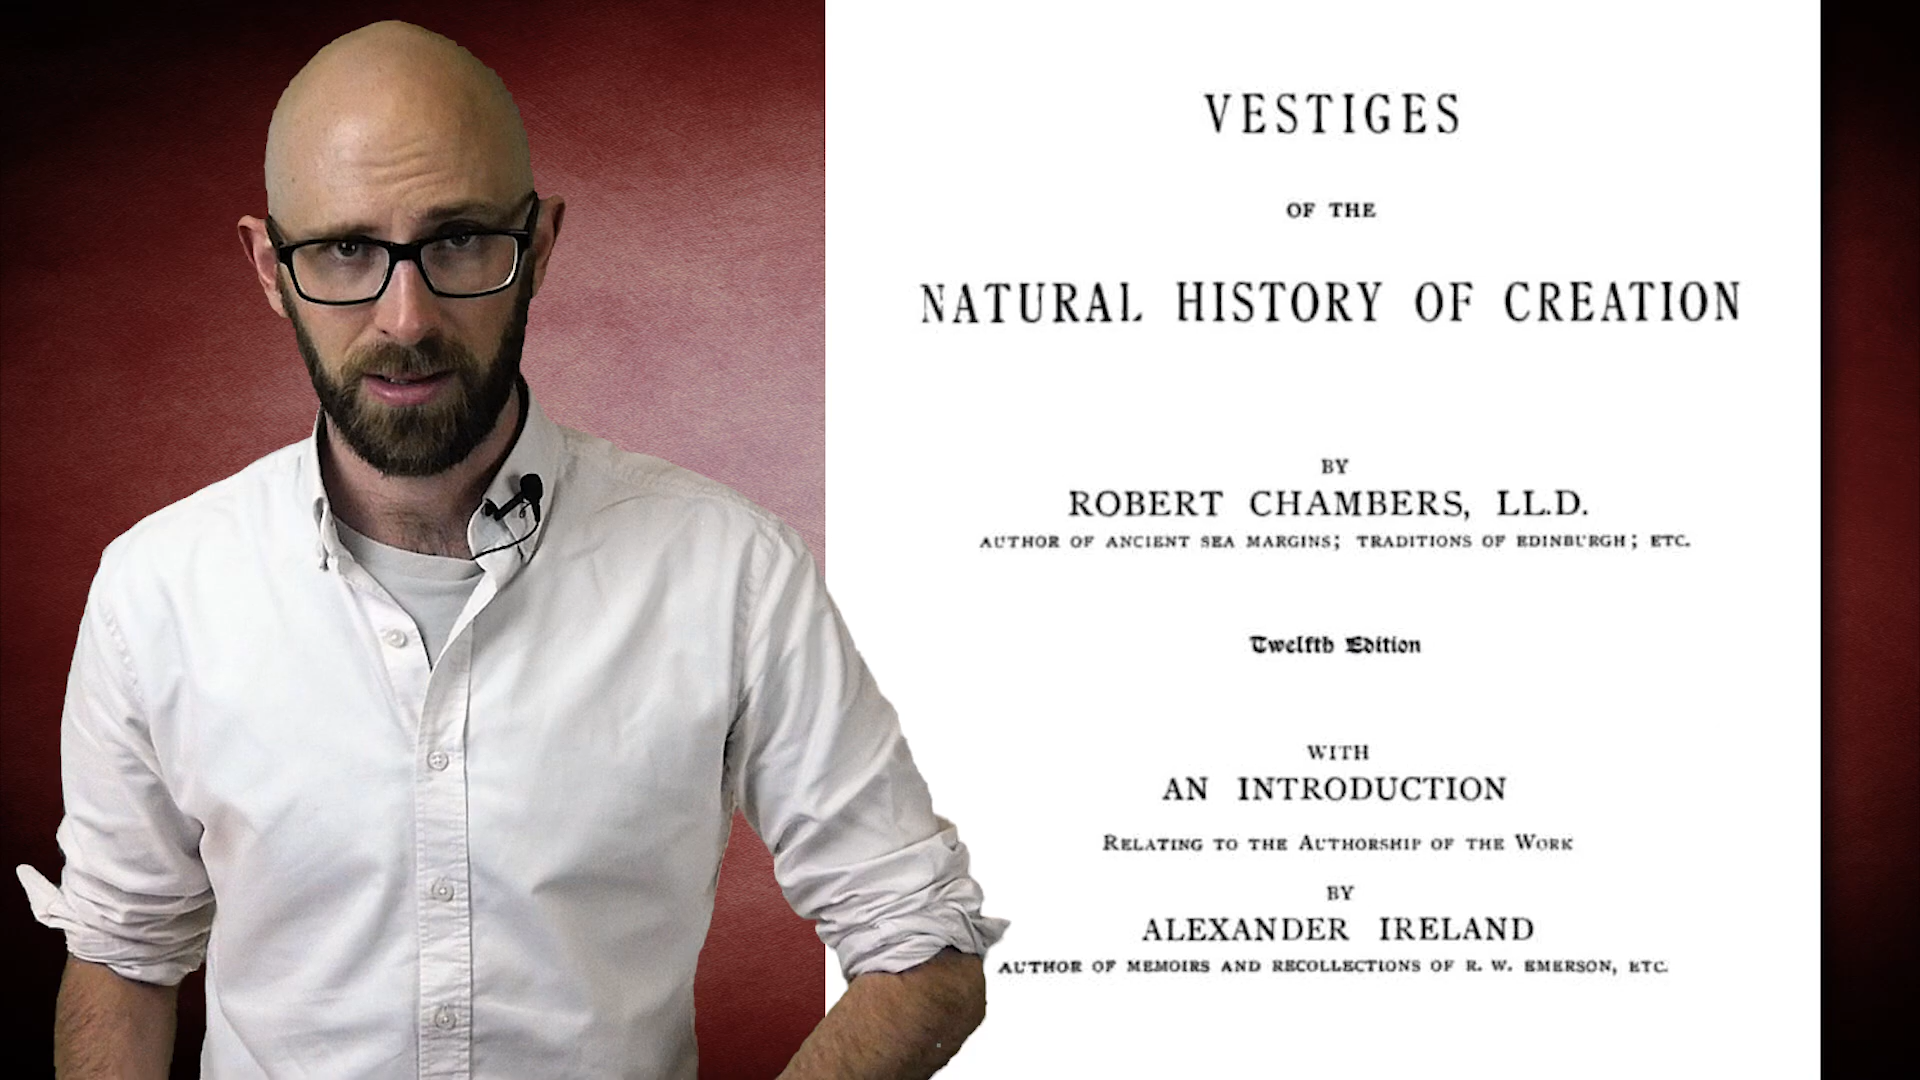 VESTIGES
OF THE
NATURAL HISTORY OF CREATION
BY
ROBERT CHAMBERS, LL.D.
AUTHOR OF ANCIENT SEA MARGINS; TRADITIONS OF EDINBURGH; ETC.
Twelfth Edition
WITH
AN INTRODUCTION
RELATING TO THE AUTHORSHIP OF THE WORK
BY
ALEXANDER IRELAND
AUTHOR OF MEMOIRS AND RECOLLECTIONS OF R. W. EMERSON, ETC.